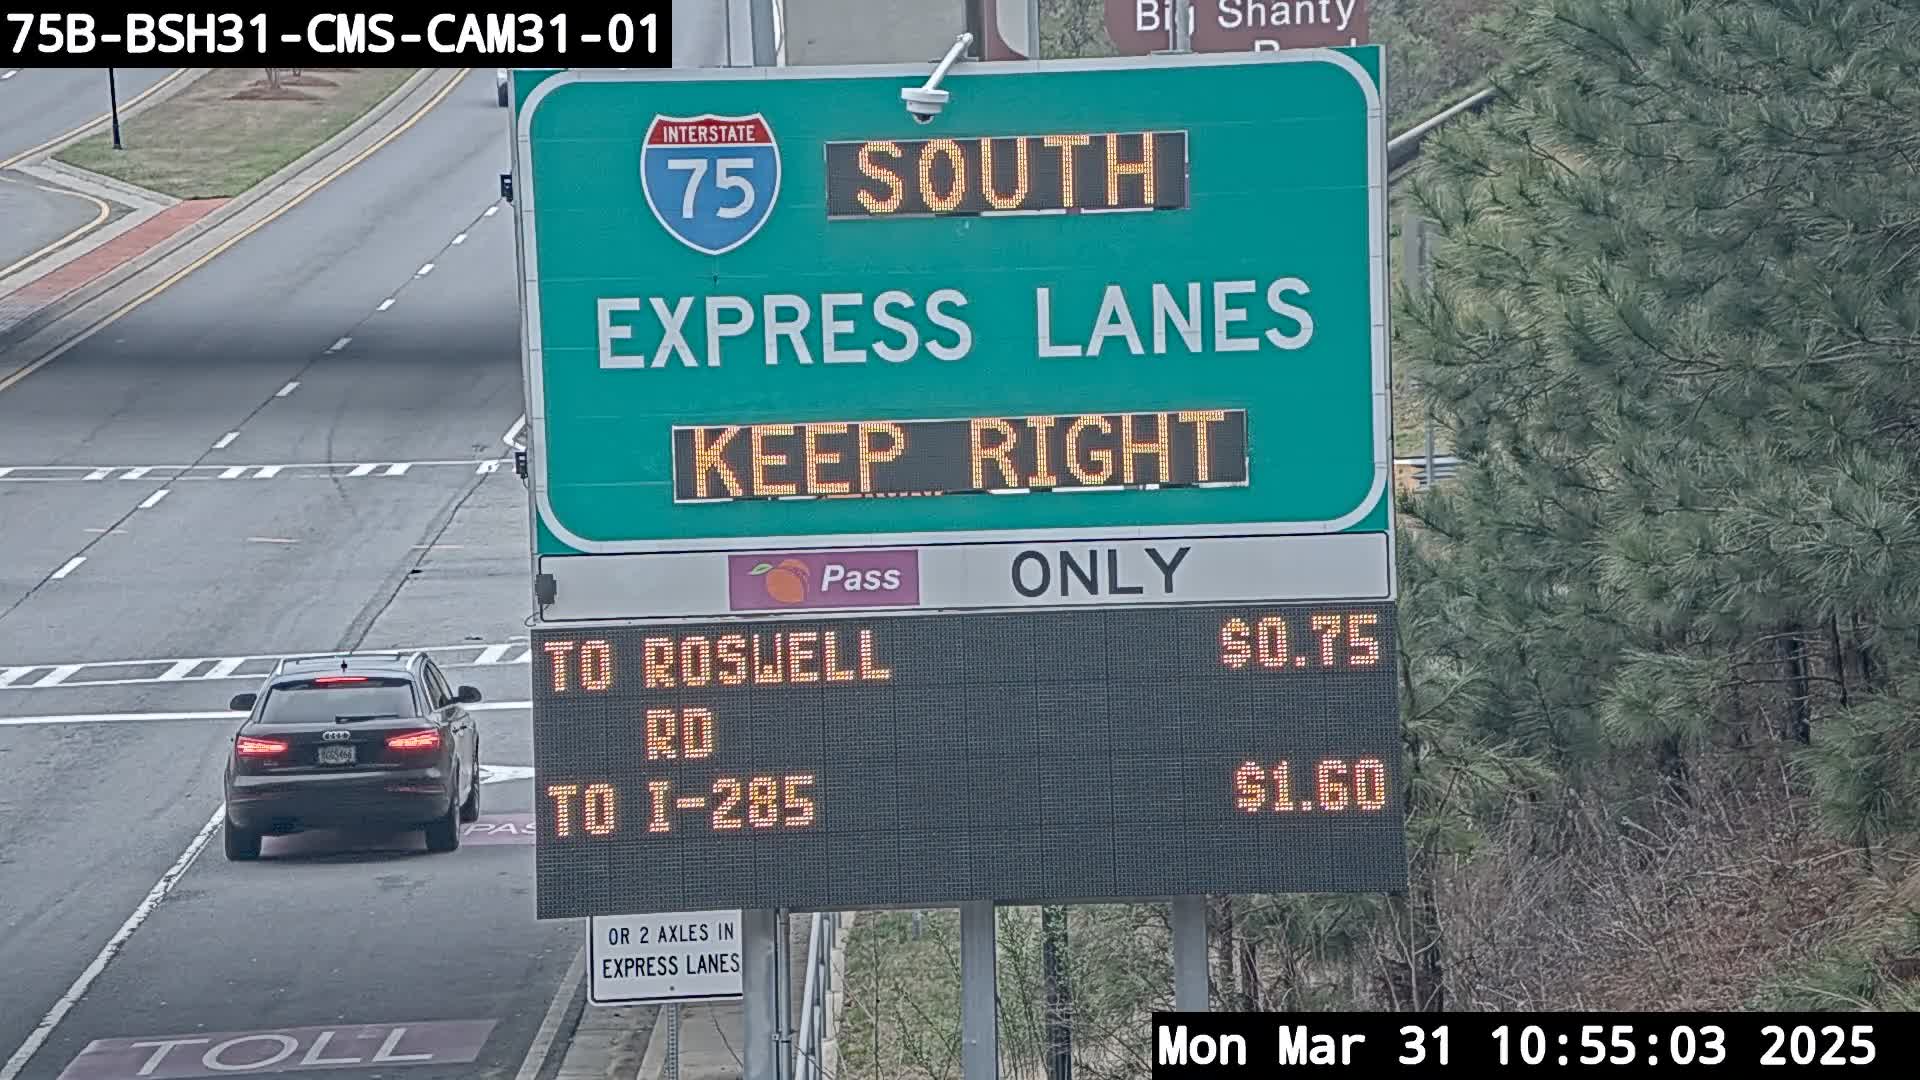 75B-BSH31-CMS-CAM31-01
Big Shanty
INTERSTATE
75
SOUTH
EXPRESS LANES
KEEP RIGHT
Pass ONLY
TO ROSWELL $0.75
RD
TO I-285 $1.60
OR 2 AXLES IN
EXPRESS LANES
TOLL
Mon Mar 31 10:55:03 2025